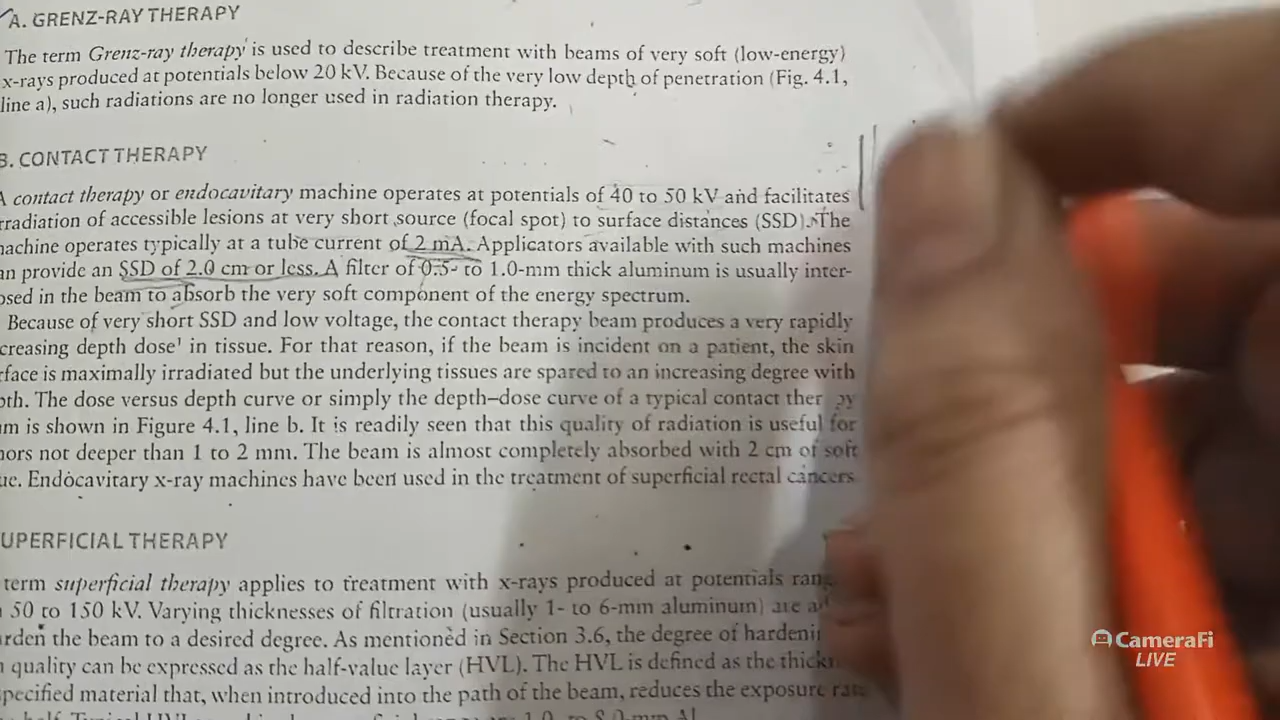 A. GRENZ-RAY THERAPY
The term Grenz-ray therapy is used to describe treatment with beams of very soft (low-energy)
x-rays produced at potentials below 20 kV. Because of the very low depth of penetration (Fig. 4.1,
line a), such radiations are no longer used in radiation therapy.
B. CONTACT THERAPY
A contact therapy or endocavitary machine operates at potentials of 40 to 50 kV and facilitates
rradiation of accessible lesions at very short source (focal spot) to surface distances (SSD). The
machine operates typically at a tube current of 2 mA. Applicators available with such machines
an provide an SSD of 2.0 cm or less. A filter of 0.5- to 1.0-mm thick aluminum is usually inter-
osed in the beam to absorb the very soft component of the energy spectrum.
Because of very short SSD and low voltage, the contact therapy beam produces a very rapidly
creasing depth dose¹ in tissue. For that reason, if the beam is incident on a patient, the skin
rface is maximally irradiated but the underlying tissues are spared to an increasing degree with
pth. The dose versus depth curve or simply the depth–dose curve of a typical contact therapy
am is shown in Figure 4.1, line b. It is readily seen that this quality of radiation is useful for
mors not deeper than 1 to 2 mm. The beam is almost completely absorbed with 2 cm of soft
ue. Endocavitary x-ray machines have been used in the treatment of superficial rectal cancers
UPERFICIAL THERAPY
term superficial therapy applies to treatment with x-rays produced at potentials rang
50 to 150 kV. Varying thicknesses of filtration (usually 1- to 6-mm aluminum) are a
rden the beam to a desired degree. As mentioned in Section 3.6, the degree of hardeni
quality can be expressed as the half-value layer (HVL). The HVL is defined as the thickn
pecified material that, when introduced into the path of the beam, reduces the exposure rate
CameraFi
LIVE